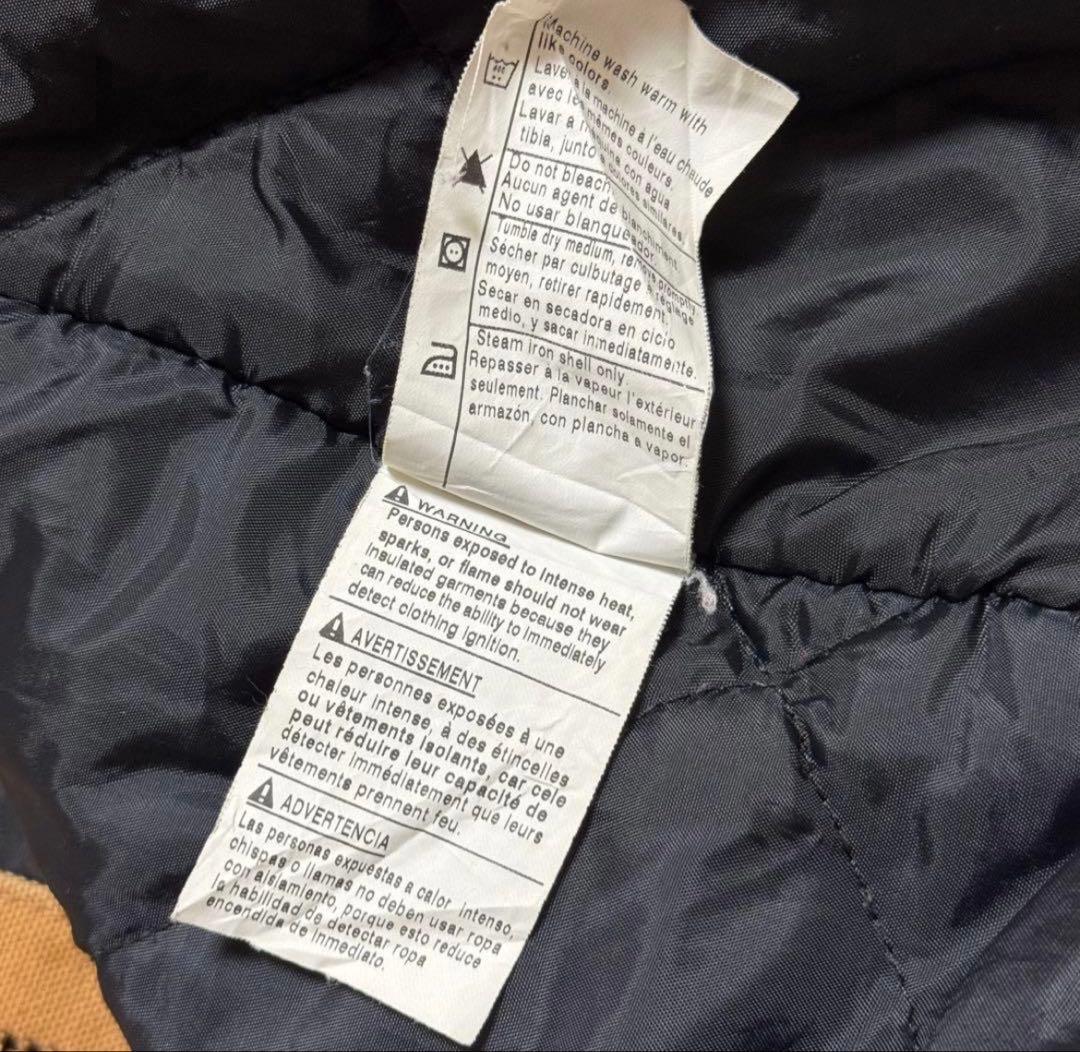 Machine wash warm with
like colors.
Laver à la machine à l'eau chaude
avec les mêmes couleurs.
Lavar a máquina con agua
tibia, junto a colores similares.
Do not bleach.
Aucun agent de blanchiment.
No usar blanqueador.
Tumble dry medium, remove promptly
Sécher par culbutage à réglage
moyen, retirer rapidement.
Secar en secadora en ciclo
medio, y sacar inmediatamente.
Steam iron shell only.
Repasser à la vapeur l'extérieur
seulement. Planchar solamente el
armazón, con plancha a vapor.
WARNING
Persons exposed to intense heat,
sparks, or flame should not wear
insulated garments because they
can reduce the ability to immediately
detect clothing ignition.
AVERTISSEMENT
Les personnes exposées à une
chaleur intense, à des étincelles
ou vêtements isolants, car cele
peut réduire leur capacité de
détecter immédiatement que leurs
vêtements prennent feu.
ADVERTENCIA
Las personas expuestas a calor intenso,
chispas o llamas no deben usar ropa
con aislamiento, porque esto reduce
la habilidad de detectar ropa
encendida de inmediato.